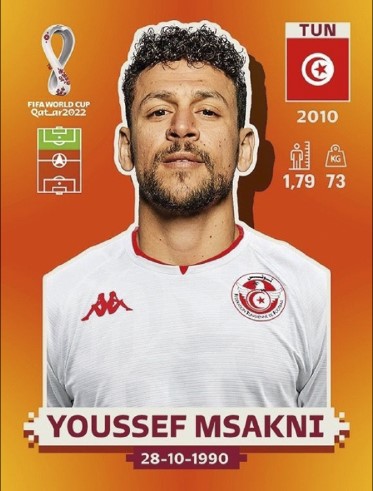 TUN
FIFA WORLD CUP
Qatar2022
2010
KG
1,79 73
YOUSSEF MSAKNI
28-10-1990